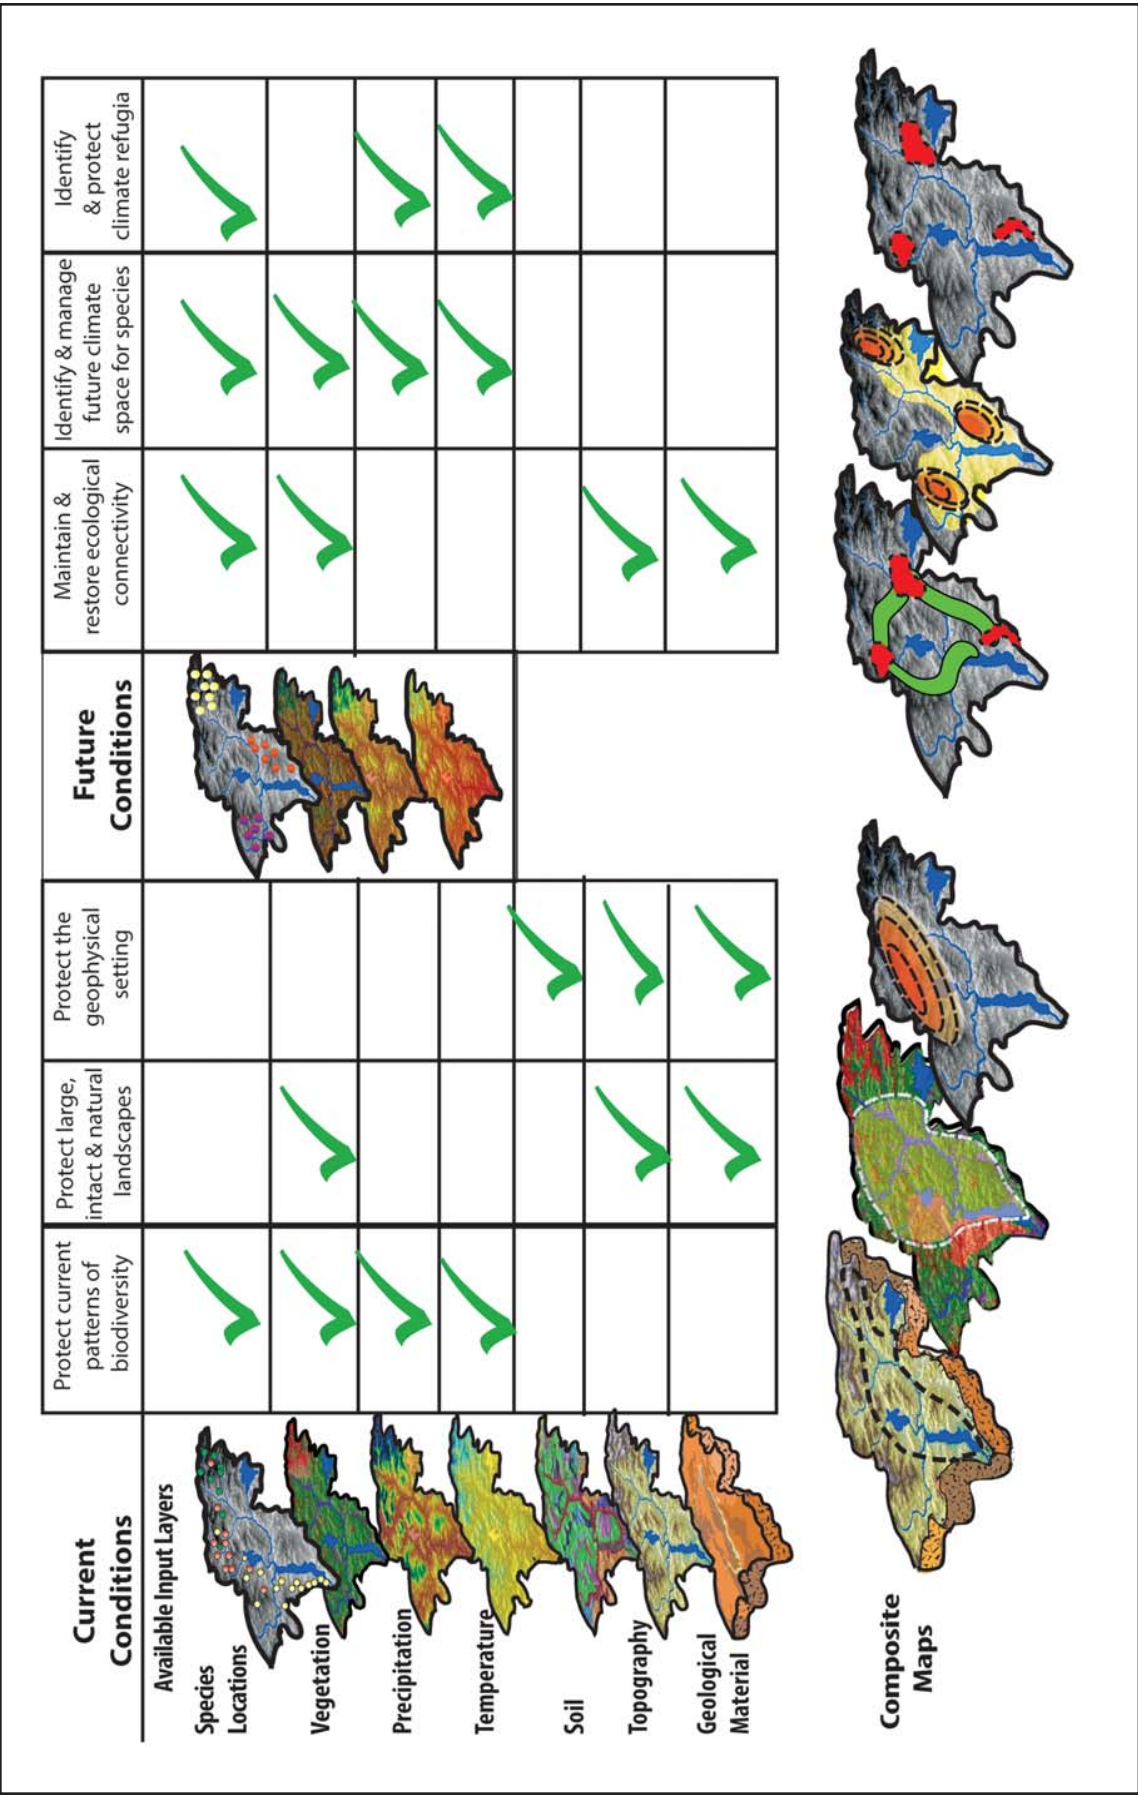 Current
Conditions
Protect current
patterns of
biodiversity
Protect large,
intact & natural
landscapes
Protect the
geophysical
setting
Future
Conditions
Maintain &
restore ecological
connectivity
Identify & manage
future climate
space for species
Identify
& protect
climate refugia
Available Input Layers
Species
Locations
Vegetation
Precipitation
Temperature
Soil
Topography
Geological
Material
Composite
Maps